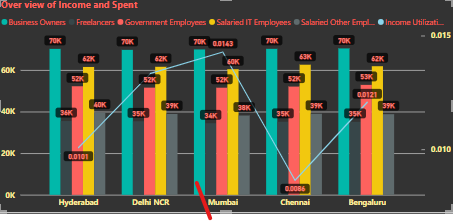 Over view of Income and Spent
Business Owners Freelancers Government Employees Salaried IT Employees Salaried Other Empl... Income Utilizati...
70K 70K 70K 0.0143 70K 70K 0.015
62K 62K 60K 63K 62K
60K 52K 52K 52K 52K 53K
0.0121
40K 36K 40K 35K 39K 34K 38K 35K 39K 35K 39K
20K 0.0101 0.010
0.0086
0K
Hyderabad Delhi NCR Mumbai Chennai Bengaluru